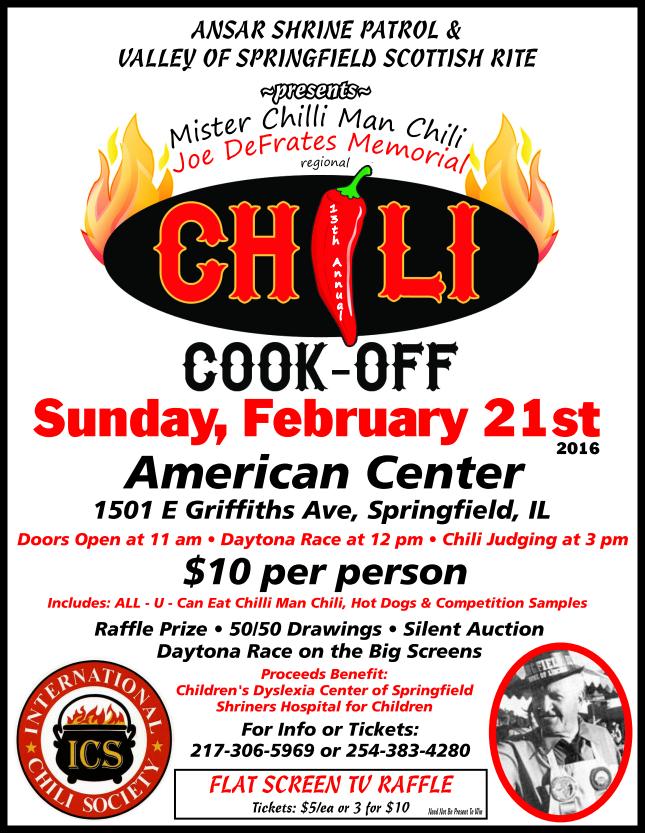 ANSAR SHRINE PATROL &
VALLEY OF SPRINGFIELD SCOTTISH RITE
~presents~
Mister Chilli Man Chili
Joe DeFrates Memorial
regional
CHILI
13th Annual
COOK-OFF
Sunday, February 21st
2016
American Center
1501 E Griffiths Ave, Springfield, IL
Doors Open at 11 am • Daytona Race at 12 pm • Chili Judging at 3 pm
$10 per person
Includes: ALL - U - Can Eat Chilli Man Chili, Hot Dogs & Competition Samples
Raffle Prize • 50/50 Drawings • Silent Auction
Daytona Race on the Big Screens
Proceeds Benefit:
Children's Dyslexia Center of Springfield
Shriners Hospital for Children
For Info or Tickets:
217-306-5969 or 254-383-4280
INTERNATIONAL
ICS
CHILI SOCIETY
FLAT SCREEN TV RAFFLE
Tickets: $5/ea or 3 for $10 Need Not Be Present To Win